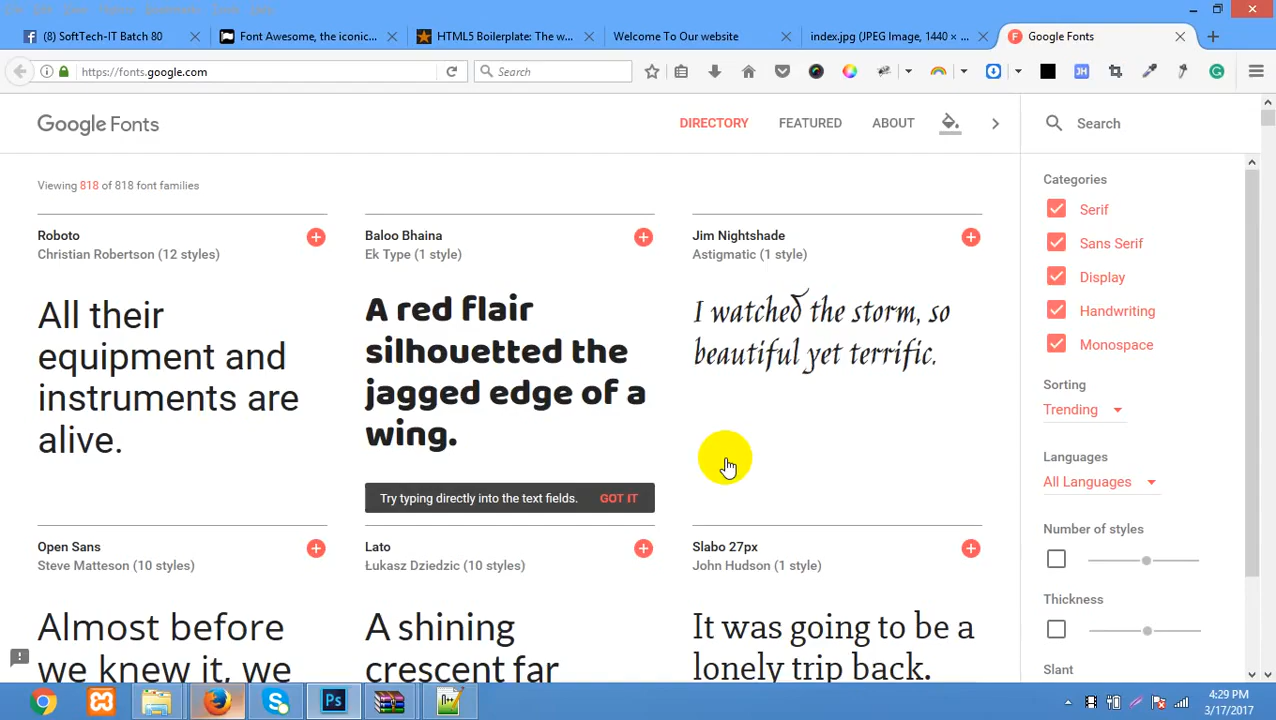 (8) SoftTech-IT Batch 80
Font Awesome, the iconic...
HTML5 Boilerplate: The w...
Welcome To Our website
index.jpg (JPEG Image, 1440 × ...
Google Fonts
https://fonts.google.com
Search
JH
Google Fonts
DIRECTORY
FEATURED
ABOUT
Search
Viewing 818 of 818 font families
Roboto
Christian Robertson (12 styles)
All their
equipment and
instruments are
alive.
Baloo Bhaina
Ek Type (1 style)
A red flair
silhouetted the
jagged edge of a
wing.
Try typing directly into the text fields. GOT IT
Jim Nightshade
Astigmatic (1 style)
I watched the storm, so
beautiful yet terrific.
Open Sans
Steve Matteson (10 styles)
Almost before
we knew it, we
Lato
Łukasz Dziedzic (10 styles)
A shining
crescent far
Slabo 27px
John Hudson (1 style)
It was going to be a
lonely trip back.
Categories
Serif
Sans Serif
Display
Handwriting
Monospace
Sorting
Trending
Languages
All Languages
Number of styles
Thickness
Slant
Ps
4:29 PM
3/17/2017